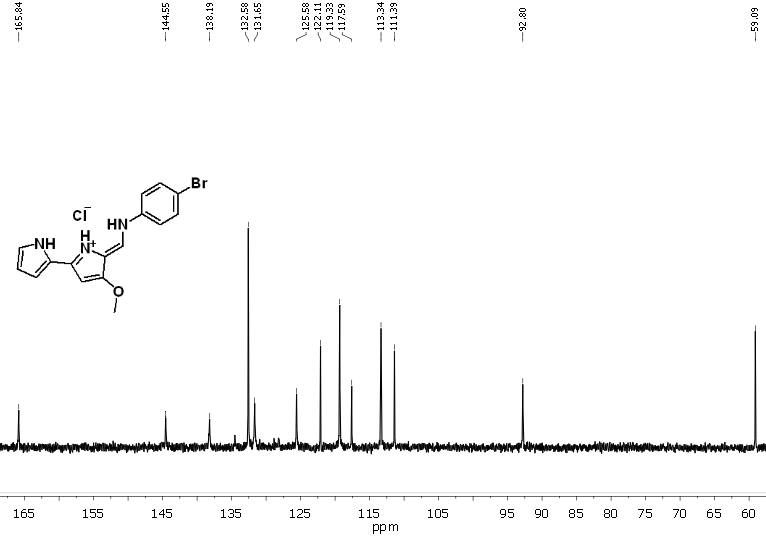 165.84
144.55
138.19
132.58
131.65
125.58
122.11
119.33
117.59
113.34
111.39
92.80
59.09
Br
Cl−
HN
H
N+
NH
O
165 155 145 135 125 115 105 95 90 85 80 75 70 65 60
ppm